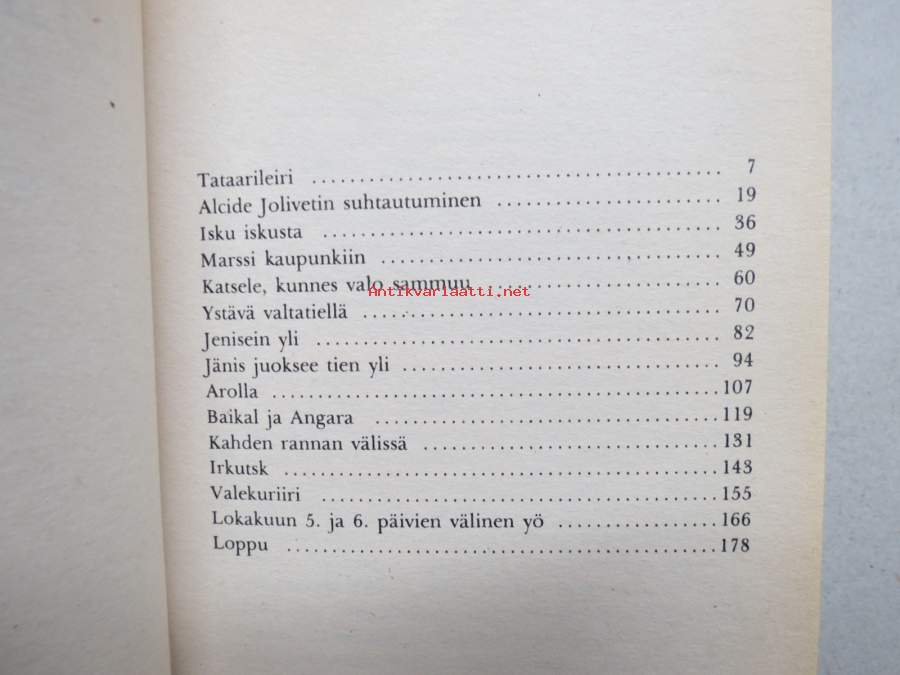 Tataarileiri ........................................ 7
Alcide Jolivetin suhtautuminen ........................ 19
Isku iskusta ........................................ 36
Marssi kaupunkiin .................................... 49
Katsele, kunnes valo sammuu ........................ 60
Antikvariaatti.net
Ystävä valtatiellä .................................... 70
Jenisein yli ........................................ 82
Jänis juoksee tien yli ................................ 94
Arolla ............................................ 107
Baikal ja Angara .................................... 119
Kahden rannan välissä ................................ 131
Irkutsk ............................................ 143
Valekuriiri ........................................ 155
Lokakuun 5. ja 6. päivien välinen yö ................ 166
Loppu ............................................ 178